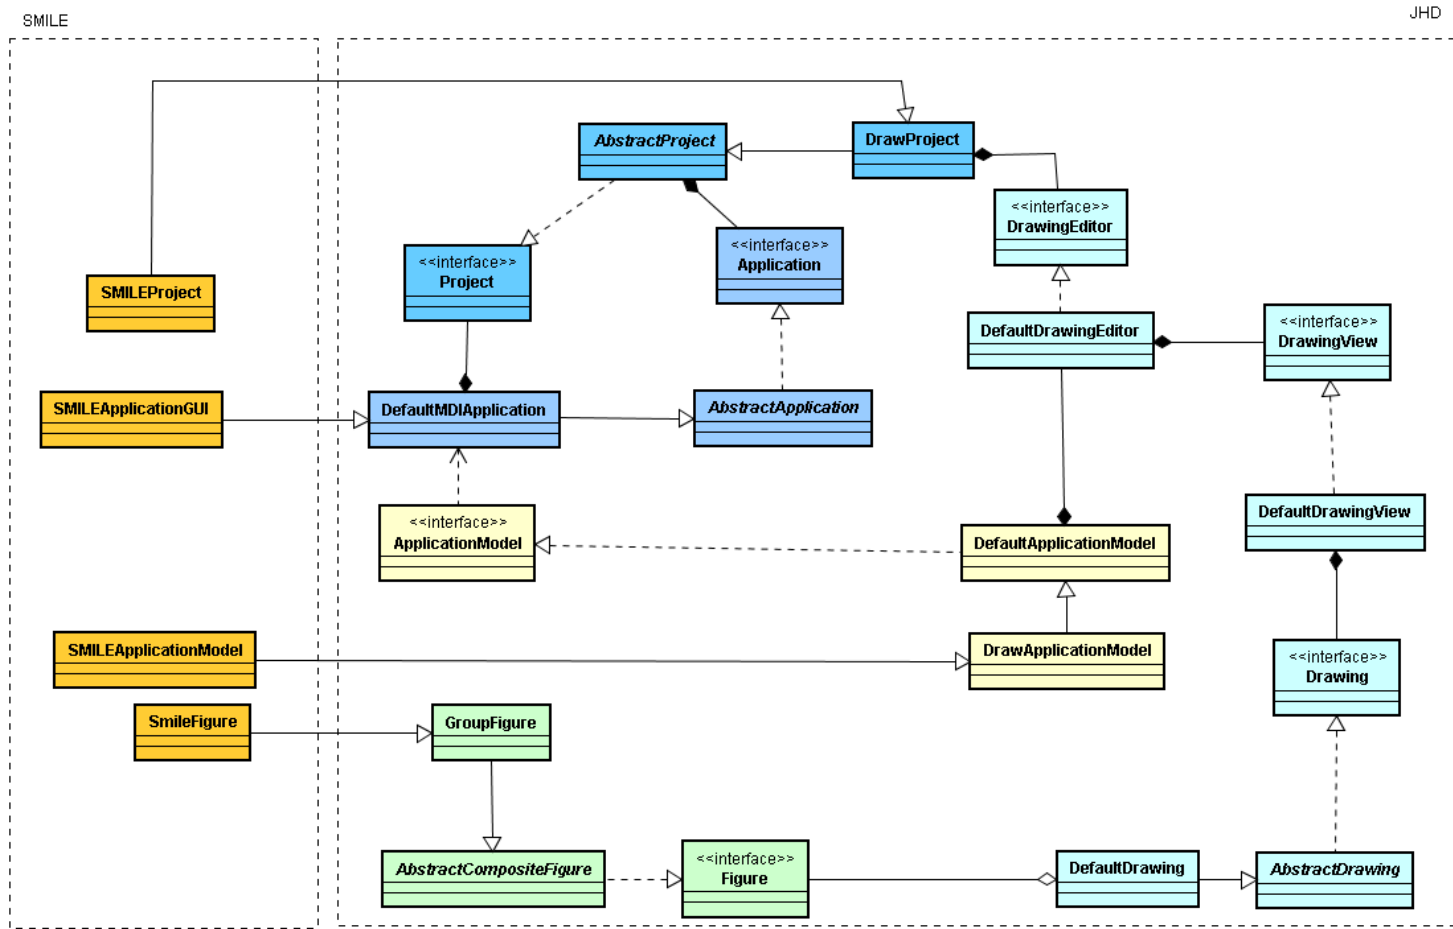 SMILE
JHD
AbstractProject
DrawProject
<<interface>>
DrawingEditor
<<interface>>
Application
<<interface>>
Project
SMILEProject
DefaultDrawingEditor
<<interface>>
DrawingView
SMILEApplicationGUI
DefaultMDIApplication
AbstractApplication
DefaultDrawingView
<<interface>>
ApplicationModel
DefaultApplicationModel
SMILEApplicationModel
DrawApplicationModel
<<interface>>
Drawing
SmileFigure
GroupFigure
AbstractCompositeFigure
<<interface>>
Figure
DefaultDrawing
AbstractDrawing